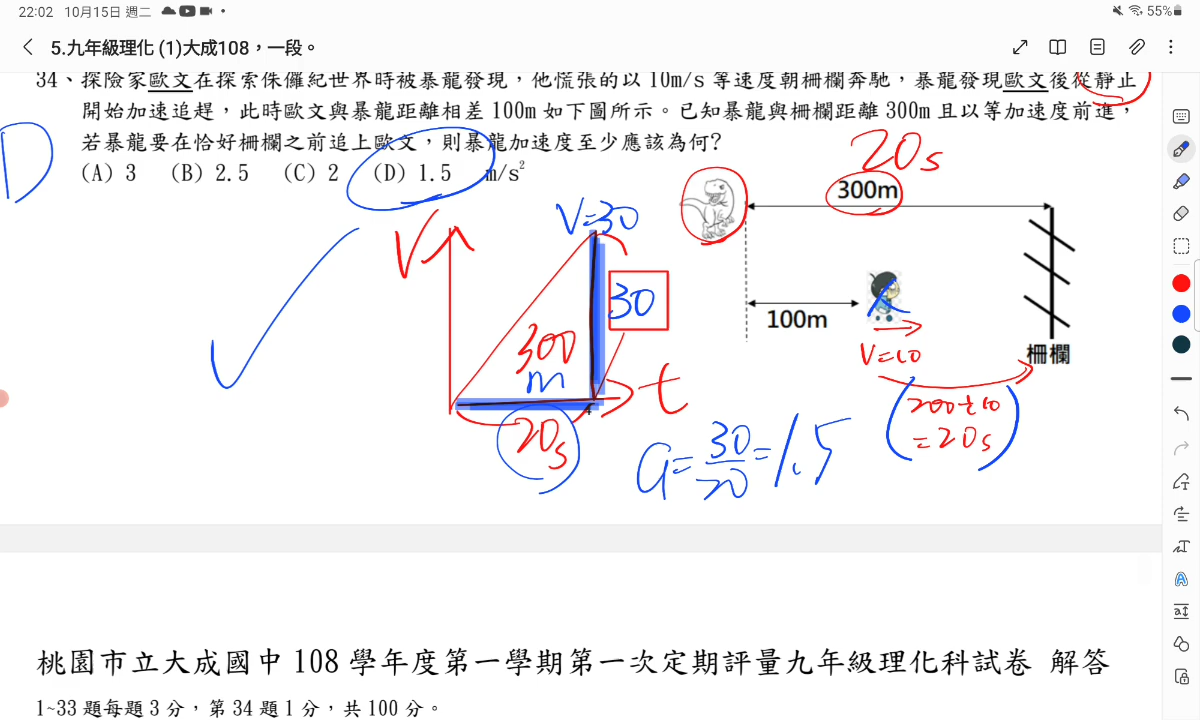 22:02 10月15日 週二 55%
5.九年級理化 (1)大成108，一段。
34、探險家歐文在探索侏儸紀世界時被暴龍發現，他慌張的以 10m/s 等速度朝柵欄奔馳，暴龍發現歐文後從靜止
開始加速追趕，此時歐文與暴龍距離相差 100m 如下圖所示。已知暴龍與柵欄距離 300m 且以等加速度前進，
若暴龍要在恰好柵欄之前追上歐文，則暴龍加速度至少應該為何？
(A) 3 (B) 2.5 (C) 2 (D) 1.5 m/s²
D
20s
300m
V=30
V
30
100m
300
m
t
V=10
柵欄
200÷10
=20s
20s
a=30/20=1.5
桃園市立大成國中 108 學年度第一學期第一次定期評量九年級理化科試卷 解答
1~33 題每題 3 分，第 34 題 1 分，共 100 分。